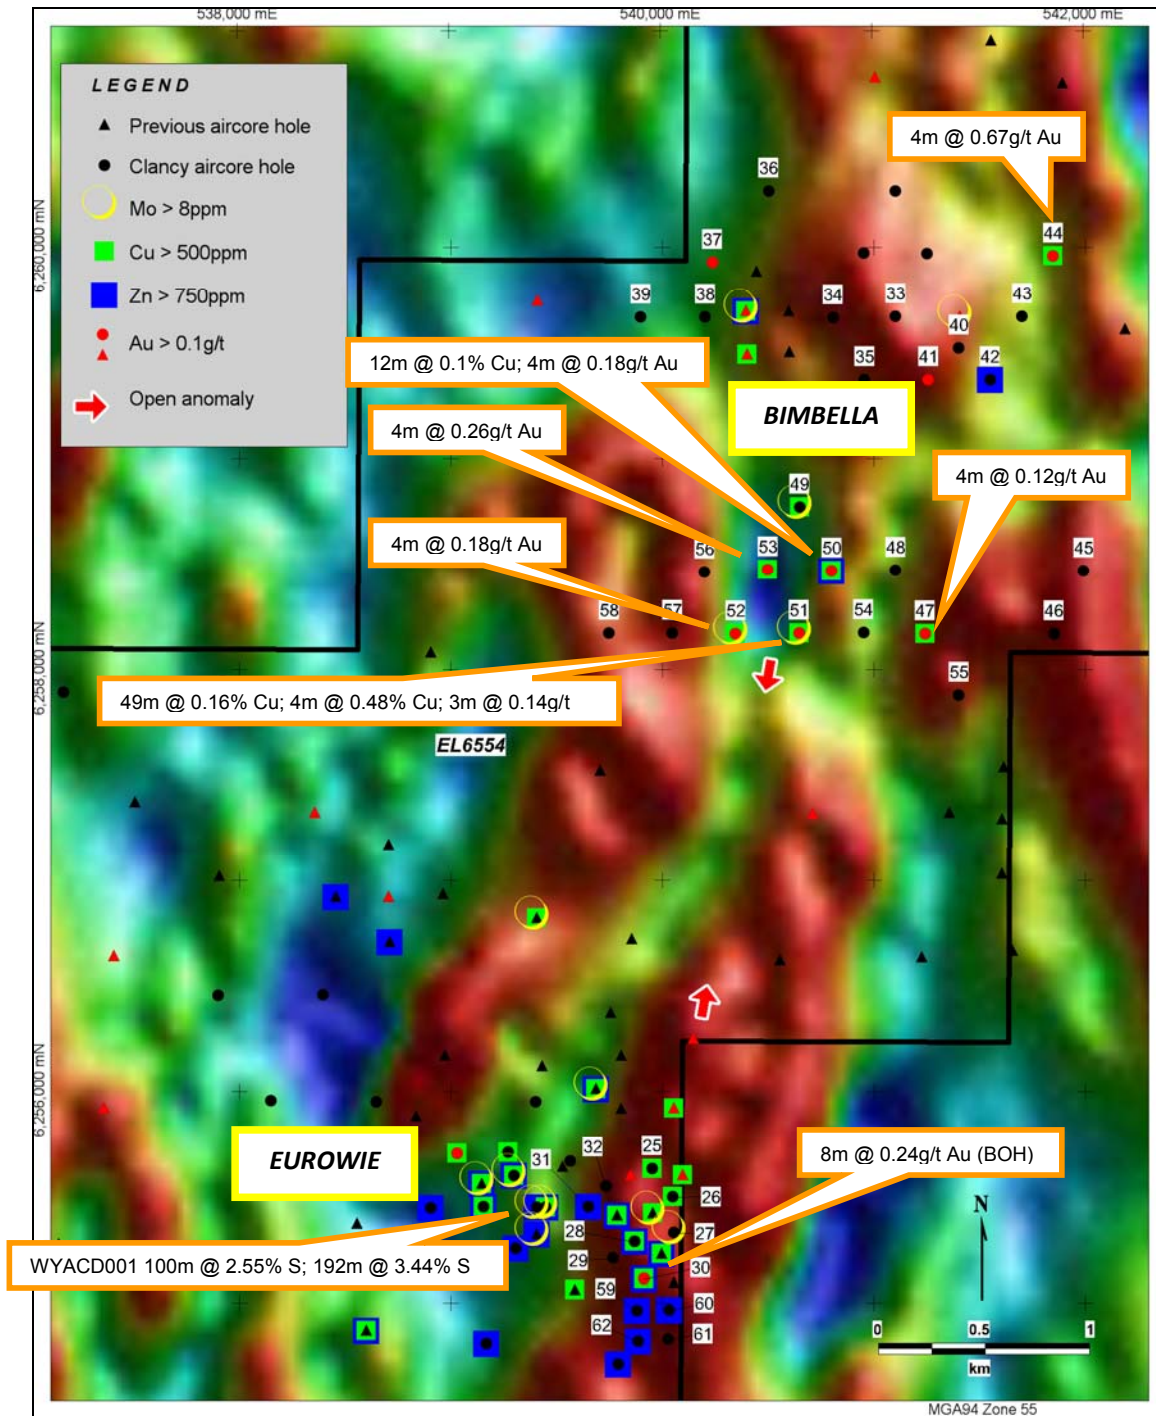 538,000 mE
540,000 mE
542,000 mE
LEGEND
Previous aircore hole
Clancy aircore hole
Mo > 8ppm
Cu > 500ppm
Zn > 750ppm
Au > 0.1g/t
Open anomaly
4m @ 0.67g/t Au
6,260,000 mN
36
44
37
39
38
34
33
43
40
12m @ 0.1% Cu; 4m @ 0.18g/t Au
35
41
42
BIMBELLA
4m @ 0.26g/t Au
4m @ 0.12g/t Au
49
4m @ 0.18g/t Au
56
53
50
48
45
58
57
52
51
54
47
46
6,258,000 mN
55
49m @ 0.16% Cu; 4m @ 0.48% Cu; 3m @ 0.14g/t
EL6554
6,256,000 mN
EUROWIE
8m @ 0.24g/t Au (BOH)
31
32
25
26
28
27
WYACD001 100m @ 2.55% S; 192m @ 3.44% S
29
30
59
60
62
61
N
0
0.5
1
km
MGA94 Zone 55